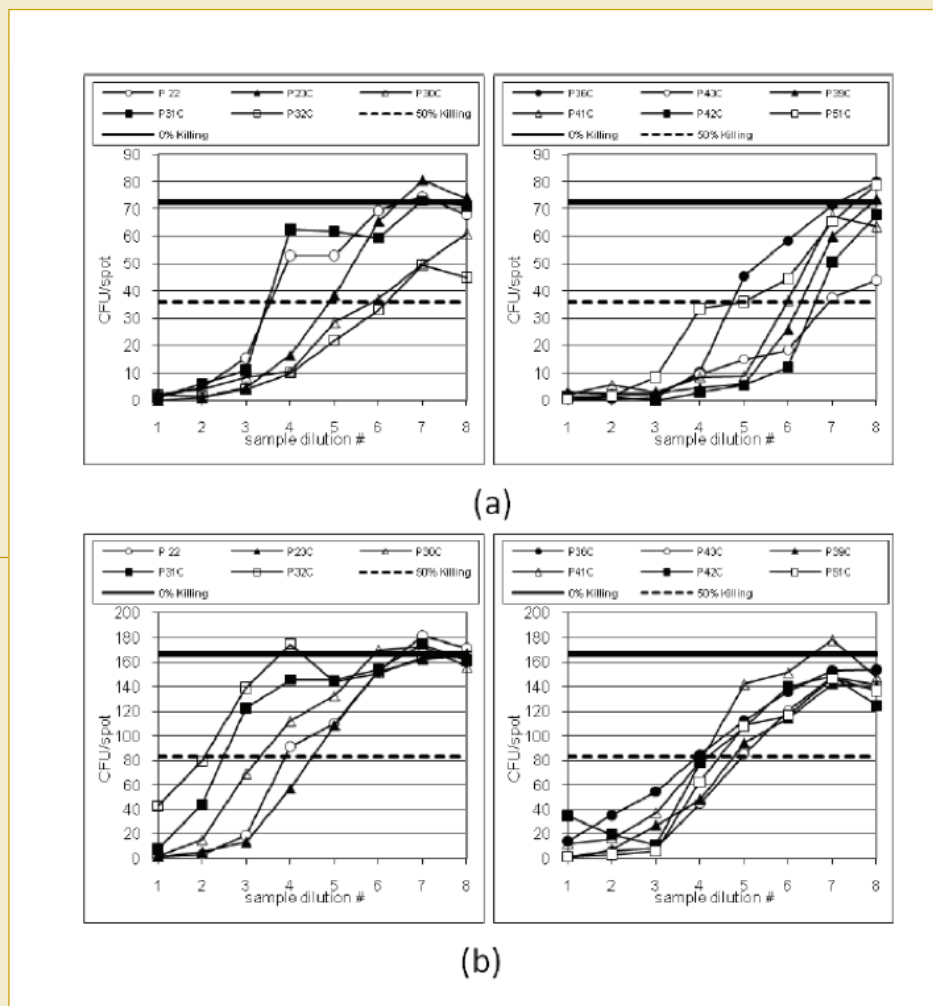 P 22 P23C P30C
P31C P32C 50% Killing
0% Killing
90
80
70
60
50
40
30
20
10
0
CFU/spot
1 2 3 4 5 6 7 8
sample dilution #
P36C P43C P39C
P41C P42C P51C
0% Killing 50% Killing
90
80
70
60
50
40
30
20
10
0
CFU/spot
1 2 3 4 5 6 7 8
sample dilution #
(a)
P 22 P23C P30C
P31C P32C 50% Killing
0% Killing
200
180
160
140
120
100
80
60
40
20
0
CFU/spot
1 2 3 4 5 6 7 8
sample dilution #
P36C P43C P39C
P41C P42C P51C
0% Killing 50% Killing
200
180
160
140
120
100
80
60
40
20
0
CFU/spot
1 2 3 4 5 6 7 8
sample dilution #
(b)